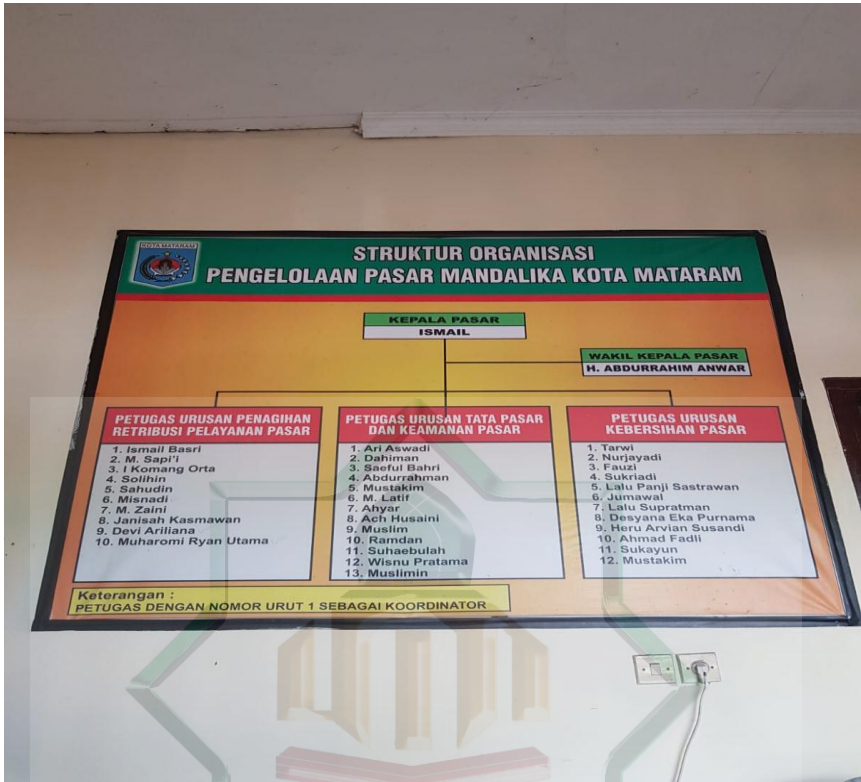 KOTA MATARAM
STRUKTUR ORGANISASI
PENGELOLAAN PASAR MANDALIKA KOTA MATARAM
KEPALA PASAR
ISMAIL
WAKIL KEPALA PASAR
H. ABDURRAHIM ANWAR
PETUGAS URUSAN PENAGIHAN
RETRIBUSI PELAYANAN PASAR
1. Ismail Basri
2. M. Sapi'i
3. I Komang Orta
4. Solihin
5. Sahudin
6. Misnadi
7. M. Zaini
8. Janisah Kasmawan
9. Devi Ariliana
10. Muharomi Ryan Utama
PETUGAS URUSAN TATA PASAR
DAN KEAMANAN PASAR
1. Ari Aswadi
2. Dahiman
3. Saeful Bahri
4. Abdurrahman
5. Mustakim
6. M. Latif
7. Ahyar
8. Ach Husaini
9. Muslim
10. Ramdan
11. Suhaebulah
12. Wisnu Pratama
13. Muslimin
PETUGAS URUSAN
KEBERSIHAN PASAR
1. Tarwi
2. Nurjayadi
3. Fauzi
4. Sukriadi
5. Lalu Panji Sastrawan
6. Jumawal
7. Lalu Supratman
8. Desyana Eka Purnama
9. Heru Arvian Susandi
10. Ahmad Fadli
11. Sukayun
12. Mustakim
Keterangan :
PETUGAS DENGAN NOMOR URUT 1 SEBAGAI KOORDINATOR